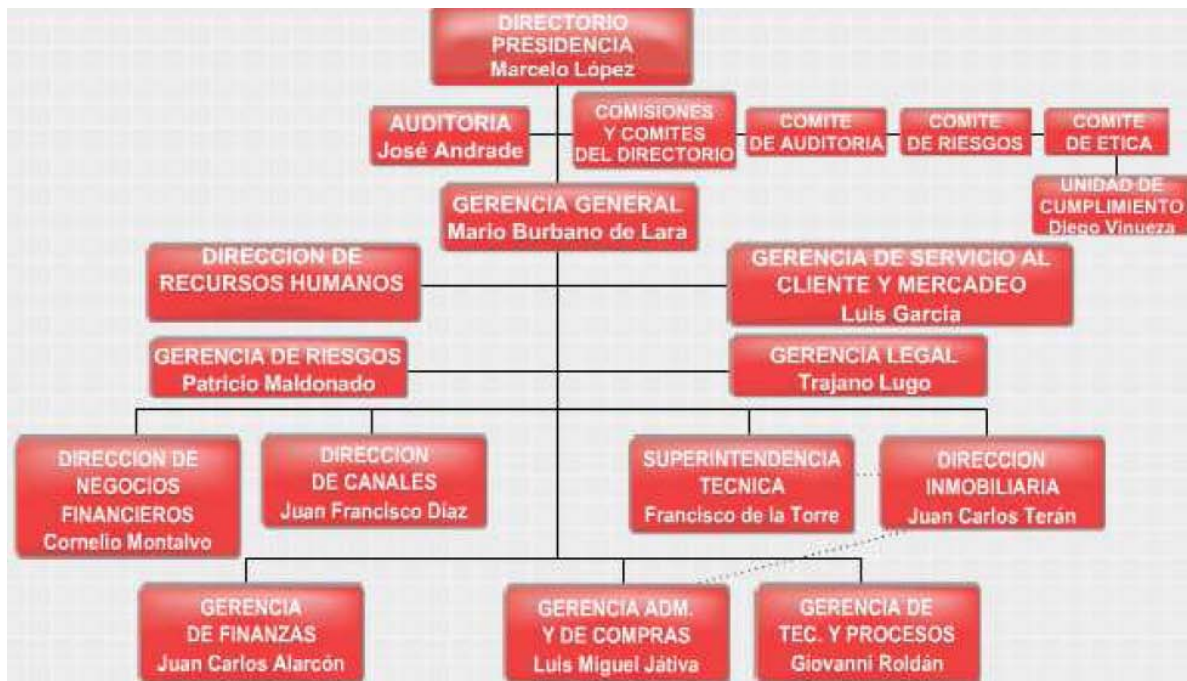 DIRECTORIO
PRESIDENCIA
Marcelo López
AUDITORIA
José Andrade
COMISIONES
Y COMITES
DEL DIRECTORIO
COMITE
DE AUDITORIA
COMITE
DE RIESGOS
COMITE
DE ETICA
UNIDAD DE
CUMPLIMIENTO
Diego Vinueza
GERENCIA GENERAL
Mario Burbano de Lara
DIRECCION DE
RECURSOS HUMANOS
GERENCIA DE SERVICIO AL
CLIENTE Y MERCADEO
Luis García
GERENCIA DE RIESGOS
Patricio Maldonado
GERENCIA LEGAL
Trajano Lugo
DIRECCION DE
NEGOCIOS
FINANCIEROS
Cornelio Montalvo
DIRECCION
DE CANALES
Juan Francisco Díaz
SUPERINTENDENCIA
TECNICA
Francisco de la Torre
DIRECCION
INMOBILIARIA
Juan Carlos Terán
GERENCIA
DE FINANZAS
Juan Carlos Alarcón
GERENCIA ADM.
Y DE COMPRAS
Luis Miguel Játiva
GERENCIA DE
TEC. Y PROCESOS
Giovanni Roldán